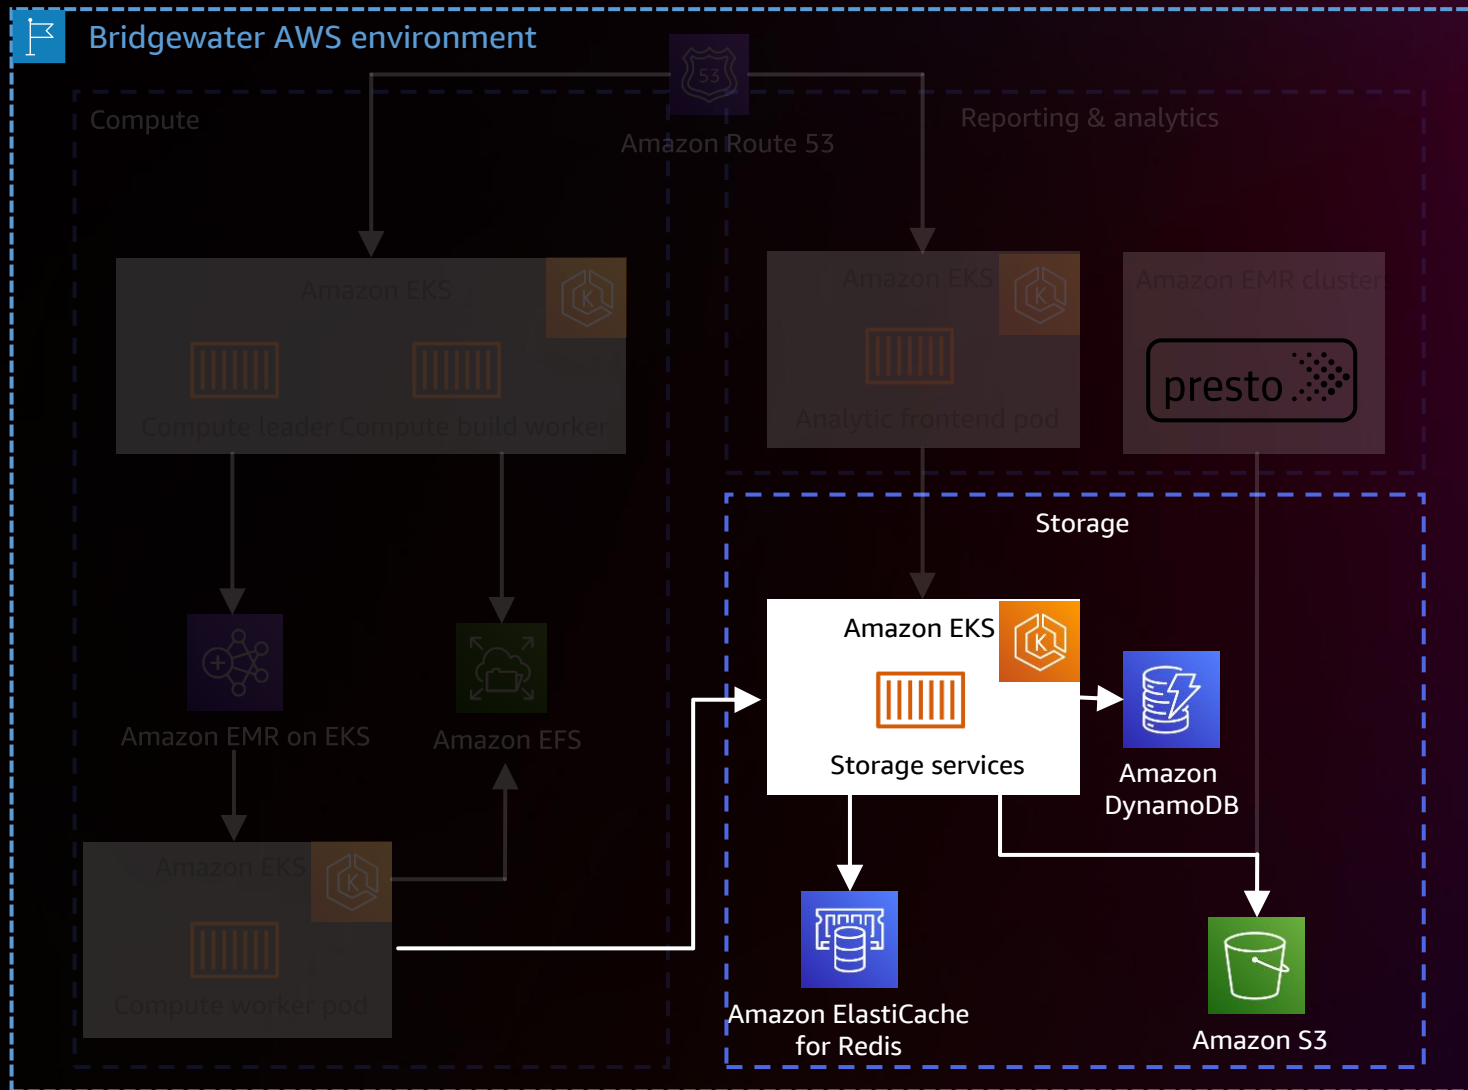 Bridgewater AWS environment
53
Amazon Route 53
Compute
Reporting & analytics
Amazon EKS
Compute leader
Compute build worker
Amazon EKS
Analytic frontend pod
Amazon EMR clusters
presto
Amazon EMR on EKS
Amazon EFS
Amazon EKS
Compute worker pod
Storage
Amazon EKS
Storage services
Amazon
DynamoDB
Amazon ElastiCache
for Redis
Amazon S3